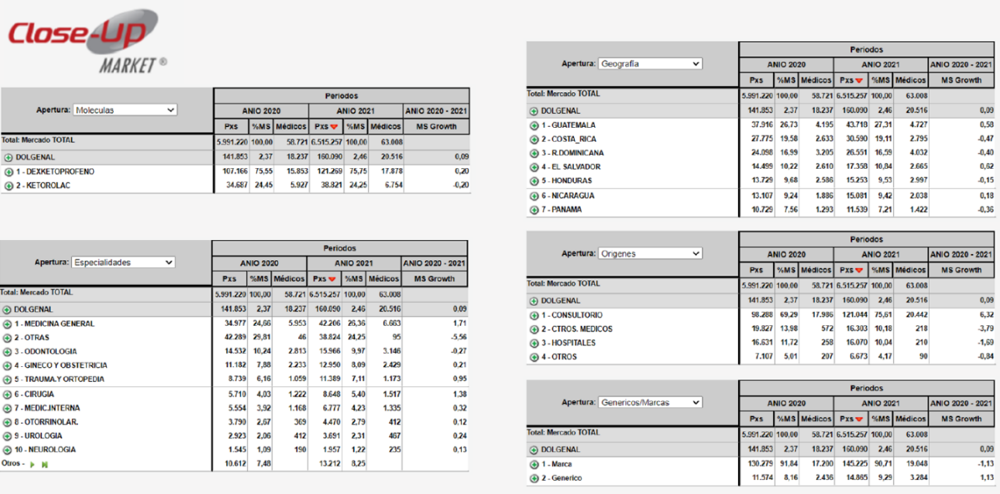 Close-Up
MARKET ®
Apertura: Moleculas
Periodos
ANIO 2020 ANIO 2021 ANIO 2020 - 2021
Pxs %MS Médicos Pxs %MS Médicos MS Growth
Total: Mercado TOTAL 5.991.220 100,00 58.721 6.515.257 100,00 63.008
DOLGENAL 141.853 2,37 18.237 160.090 2,46 20.516 0,09
1 - DEXKETOPROFENO 107.166 75,55 15.853 121.269 75,75 17.878 0,20
2 - KETOROLAC 34.687 24,45 5.927 38.821 24,25 6.754 -0,20
Apertura: Especialidades
Periodos
ANIO 2020 ANIO 2021 ANIO 2020 - 2021
Pxs %MS Médicos Pxs %MS Médicos MS Growth
Total: Mercado TOTAL 5.991.220 100,00 58.721 6.515.257 100,00 63.008
DOLGENAL 141.853 2,37 18.237 160.090 2,46 20.516 0,09
1 - MEDICINA GENERAL 34.977 24,66 5.953 42.206 26,36 6.663 1,71
2 - OTRAS 42.289 29,81 46 38.824 24,25 95 -5,56
3 - ODONTOLOGIA 14.532 10,24 2.813 15.966 9,97 3.146 -0,27
4 - GINECO Y OBSTETRICIA 11.182 7,88 2.233 12.950 8,09 2.429 0,21
5 - TRAUMA.Y ORTOPEDIA 8.739 6,16 1.059 11.389 7,11 1.173 0,95
6 - CIRUGIA 5.710 4,03 1.222 8.648 5,40 1.517 1,38
7 - MEDIC.INTERNA 5.554 3,92 1.168 6.777 4,23 1.335 0,32
8 - OTORRINOLAR. 3.790 2,67 369 4.470 2,79 412 0,12
9 - UROLOGIA 2.923 2,06 412 3.691 2,31 467 0,24
10 - NEUROLOGIA 1.545 1,09 190 1.957 1,22 235 0,13
Otros - 10.612 7,48 13.212 8,25
Apertura: Geografía
Periodos
ANIO 2020 ANIO 2021 ANIO 2020 - 2021
Pxs %MS Médicos Pxs %MS Médicos MS Growth
Total: Mercado TOTAL 5.991.220 100,00 58.721 6.515.257 100,00 63.008
DOLGENAL 141.853 2,37 18.237 160.090 2,46 20.516 0,09
1 - GUATEMALA 37.916 26,73 4.195 43.718 27,31 4.727 0,58
2 - COSTA_RICA 27.775 19,58 2.633 30.590 19,11 2.795 -0,47
3 - R.DOMINICANA 24.098 16,99 3.205 26.551 16,59 4.032 -0,40
4 - EL SALVADOR 14.499 10,22 2.610 17.358 10,84 2.665 0,62
5 - HONDURAS 13.729 9,68 2.586 15.253 9,53 2.997 -0,15
6 - NICARAGUA 13.107 9,24 1.886 15.081 9,42 2.038 0,18
7 - PANAMA 10.729 7,56 1.293 11.539 7,21 1.422 -0,36
Apertura: Origenes
Periodos
ANIO 2020 ANIO 2021 ANIO 2020 - 2021
Pxs %MS Médicos Pxs %MS Médicos MS Growth
Total: Mercado TOTAL 5.991.220 100,00 58.721 6.515.257 100,00 63.008
DOLGENAL 141.853 2,37 18.237 160.090 2,46 20.516 0,09
1 - CONSULTORIO 98.288 69,29 17.986 121.044 75,61 20.442 6,32
2 - CTROS. MEDICOS 19.827 13,98 572 16.303 10,18 218 -3,79
3 - HOSPITALES 16.631 11,72 258 16.070 10,04 210 -1,69
4 - OTROS 7.107 5,01 207 6.673 4,17 90 -0,84
Apertura: Genericos/Marcas
Periodos
ANIO 2020 ANIO 2021 ANIO 2020 - 2021
Pxs %MS Médicos Pxs %MS Médicos MS Growth
Total: Mercado TOTAL 5.991.220 100,00 58.721 6.515.257 100,00 63.008
DOLGENAL 141.853 2,37 18.237 160.090 2,46 20.516 0,09
1 - Marca 130.279 91,84 17.200 145.225 90,71 19.048 -1,13
2 - Generico 11.574 8,16 2.436 14.865 9,29 3.284 1,13